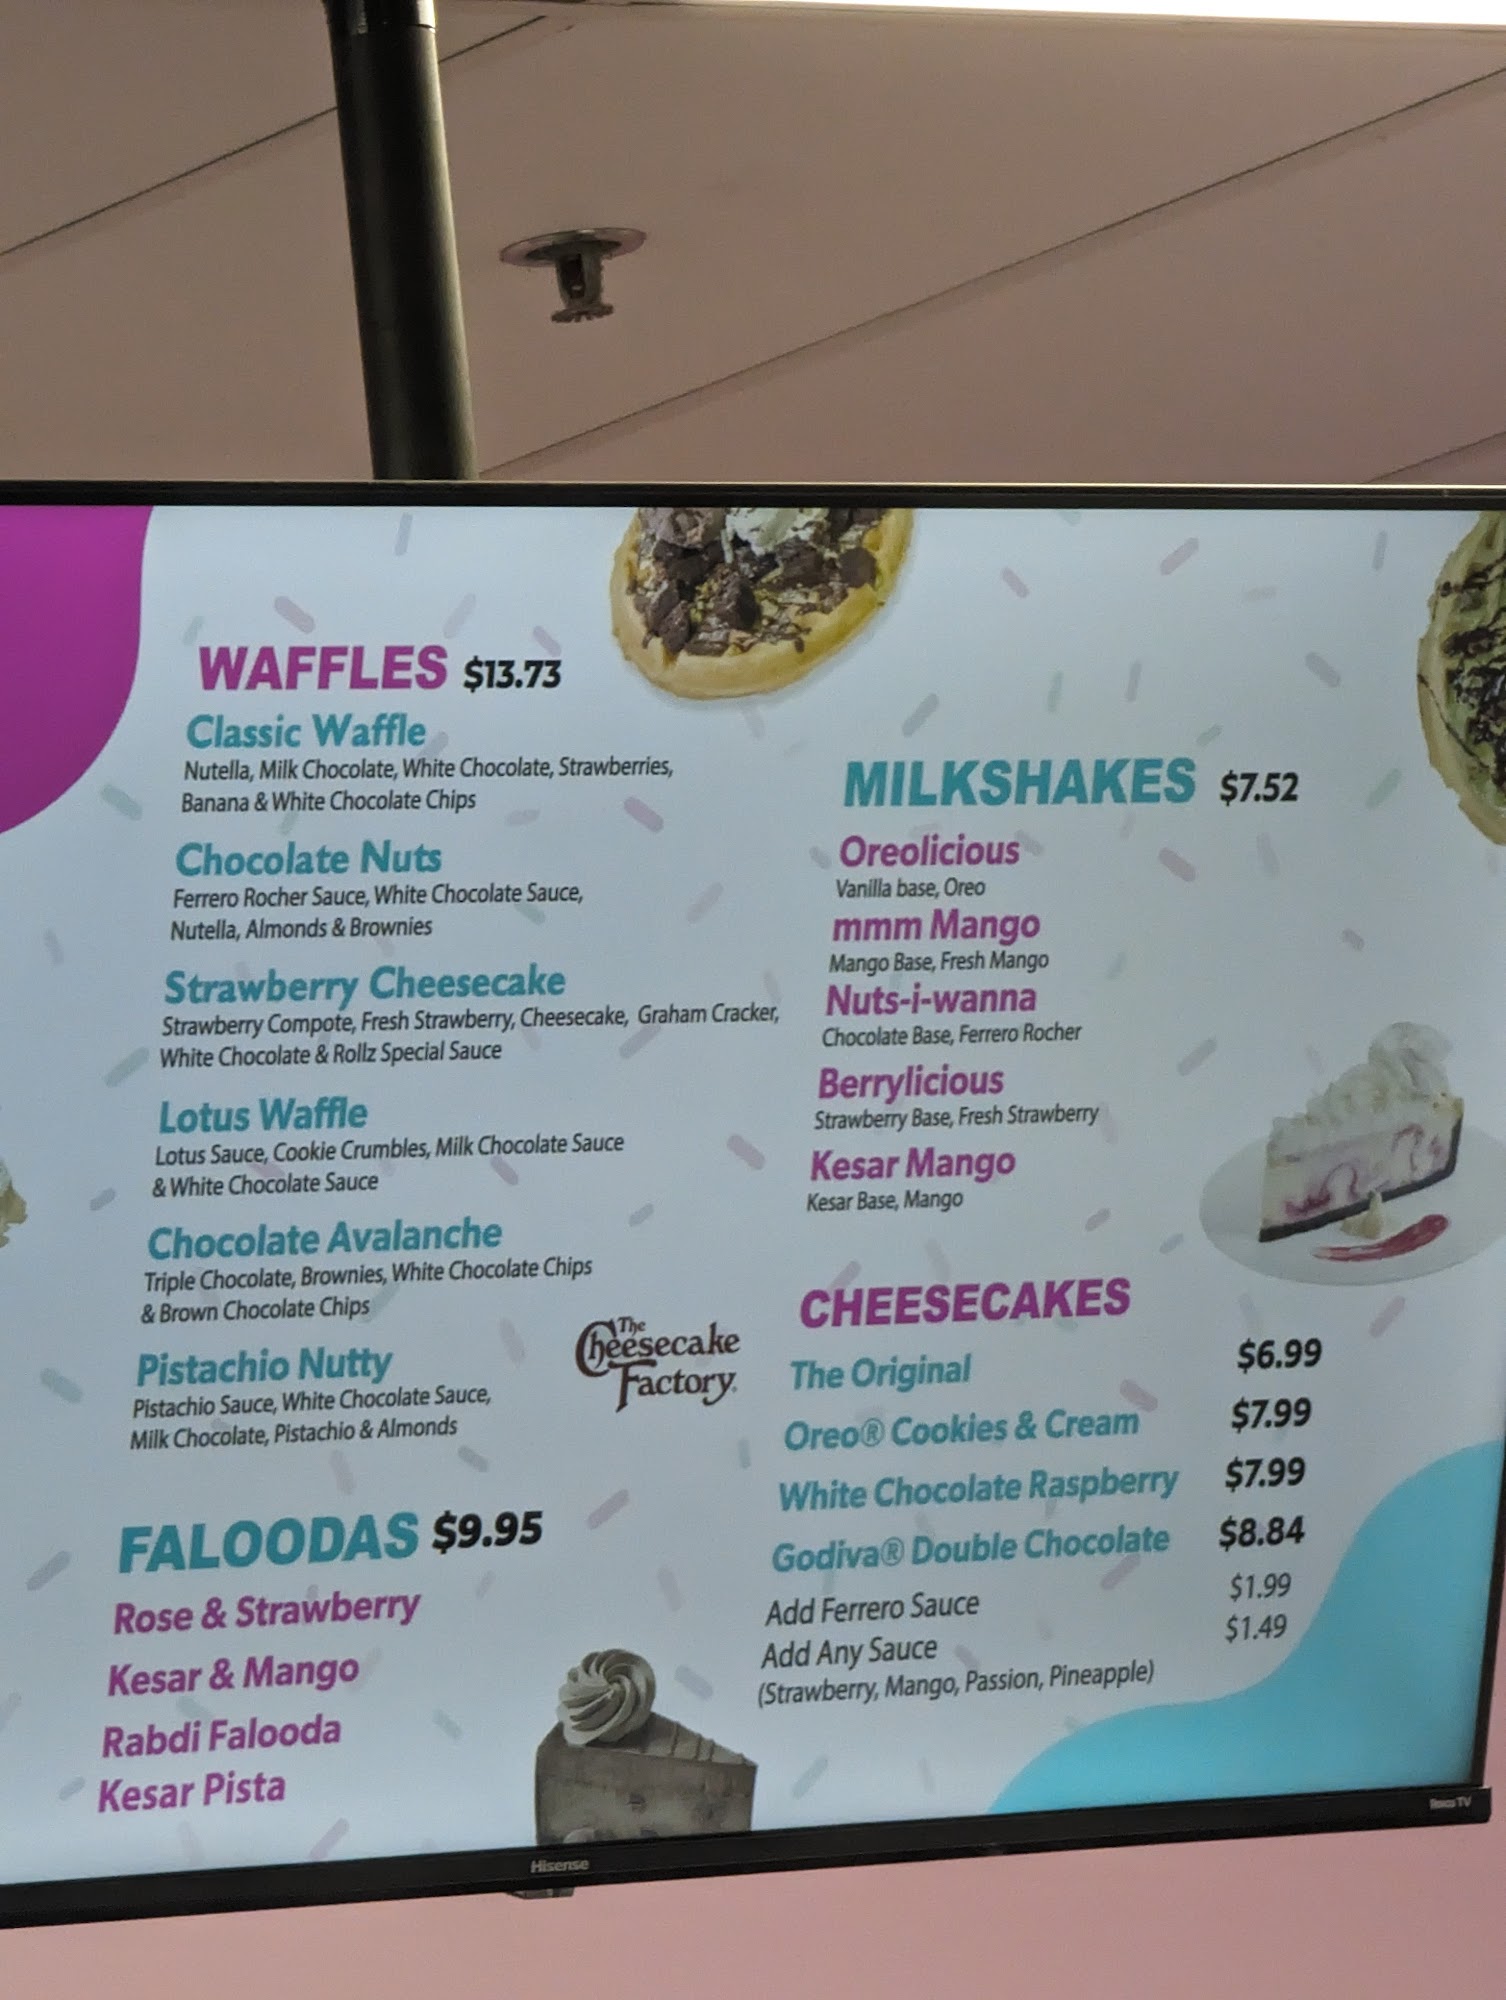 WAFFLES $13.73
Classic Waffle
Nutella, Milk Chocolate, White Chocolate, Strawberries,
Banana & White Chocolate Chips
Chocolate Nuts
Ferrero Rocher Sauce, White Chocolate Sauce,
Nutella, Almonds & Brownies
Strawberry Cheesecake
Strawberry Compote, Fresh Strawberry, Cheesecake, Graham Cracker,
White Chocolate & Rollz Special Sauce
Lotus Waffle
Lotus Sauce, Cookie Crumbles, Milk Chocolate Sauce
& White Chocolate Sauce
Chocolate Avalanche
Triple Chocolate, Brownies, White Chocolate Chips
& Brown Chocolate Chips
Pistachio Nutty
Pistachio Sauce, White Chocolate Sauce,
Milk Chocolate, Pistachio & Almonds
FALOODAS $9.95
Rose & Strawberry
Kesar & Mango
Rabdi Falooda
Kesar Pista
MILKSHAKES $7.52
Oreolicious
Vanilla base, Oreo
mmm Mango
Mango Base, Fresh Mango
Nuts-i-wanna
Chocolate Base, Ferrero Rocher
Berrylicious
Strawberry Base, Fresh Strawberry
Kesar Mango
Kesar Base, Mango
The
Cheesecake
Factory®
CHEESECAKES
The Original $6.99
Oreo® Cookies & Cream $7.99
White Chocolate Raspberry $7.99
Godiva® Double Chocolate $8.84
Add Ferrero Sauce $1.99
Add Any Sauce $1.49
(Strawberry, Mango, Passion, Pineapple)
Hisense
Roku TV